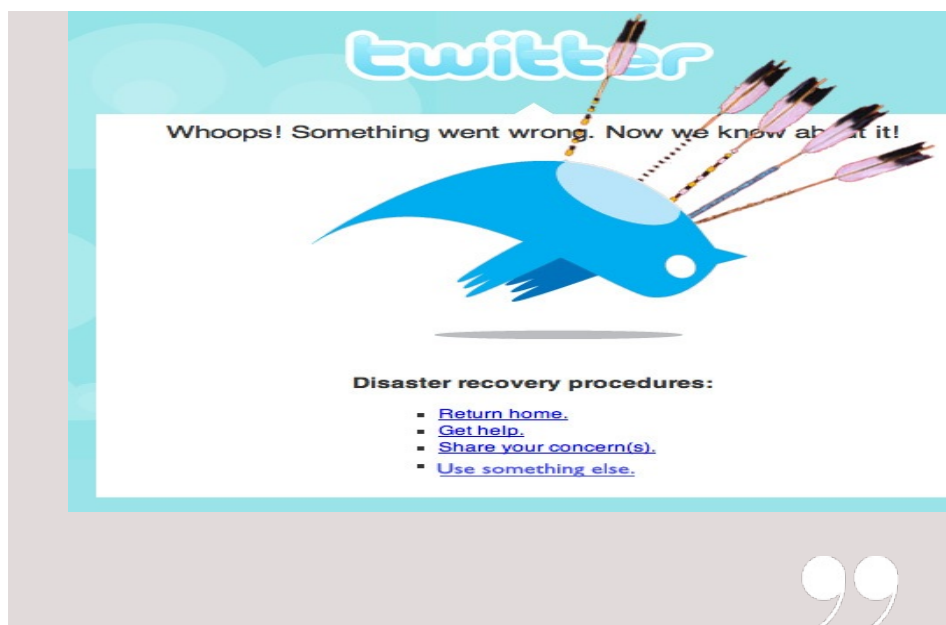 twitter
Whoops! Something went wrong. Now we know about it!
Disaster recovery procedures:
Return home.
Get help.
Share your concern(s).
Use something else.
”